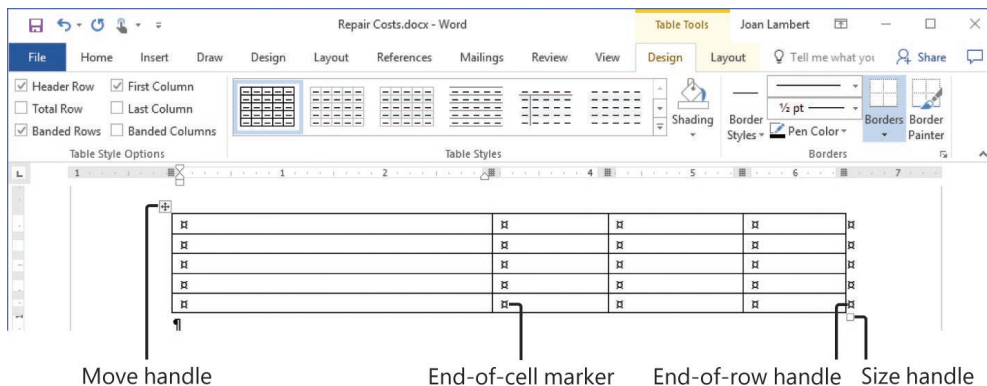 Repair Costs.docx - Word Table Tools Joan Lambert
File Home Insert Draw Design Layout References Mailings Review View Design Layout Tell me what you Share
Header Row First Column
Total Row Last Column
Banded Rows Banded Columns
Shading
Border Styles
½ pt
Pen Color
Borders
Border Painter
Table Style Options Table Styles Borders
L 1 1 2 4 5 6 7
¤ ¤ ¤ ¤ ¤
¤ ¤ ¤ ¤ ¤
¤ ¤ ¤ ¤ ¤
¤ ¤ ¤ ¤ ¤
¤ ¤ ¤ ¤ ¤
¶
Move handle End-of-cell marker End-of-row handle Size handle